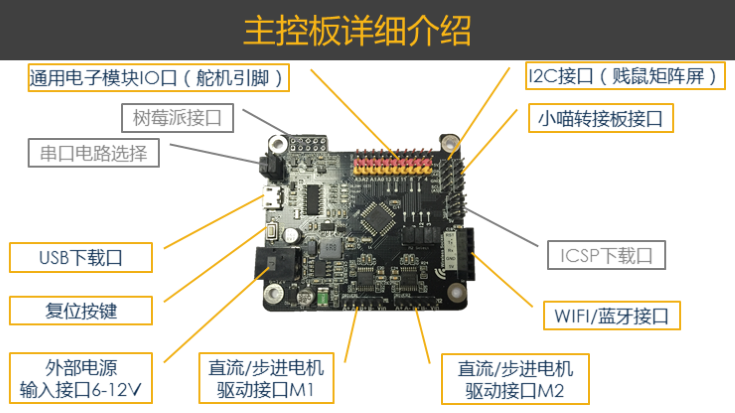 主控板详细介绍
通用电子模块IO口（舵机引脚）
I2C接口（贱鼠矩阵屏）
树莓派接口
小喵转接板接口
串口电路选择
USB下载口
ICSP下载口
复位按键
WIFI/蓝牙接口
外部电源
输入接口6-12V
直流/步进电机
驱动接口M1
直流/步进电机
驱动接口M2